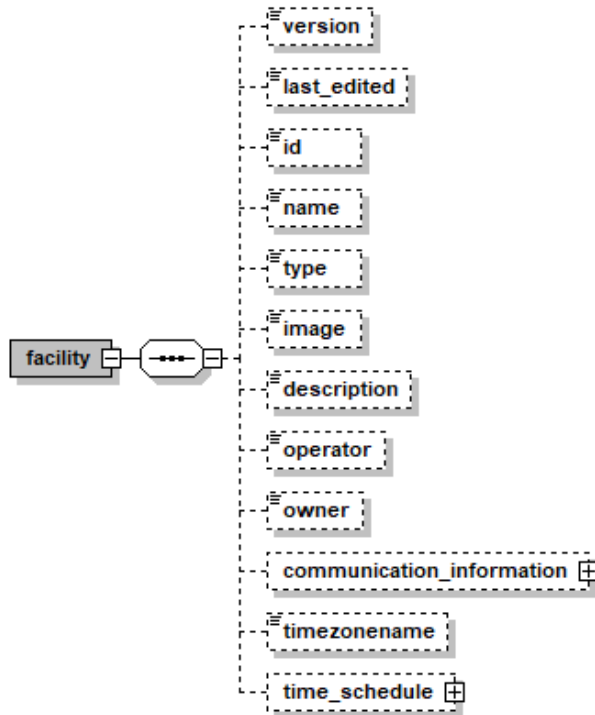 version
last_edited
id
name
type
image
facility
description
operator
owner
communication_information
timezonename
time_schedule